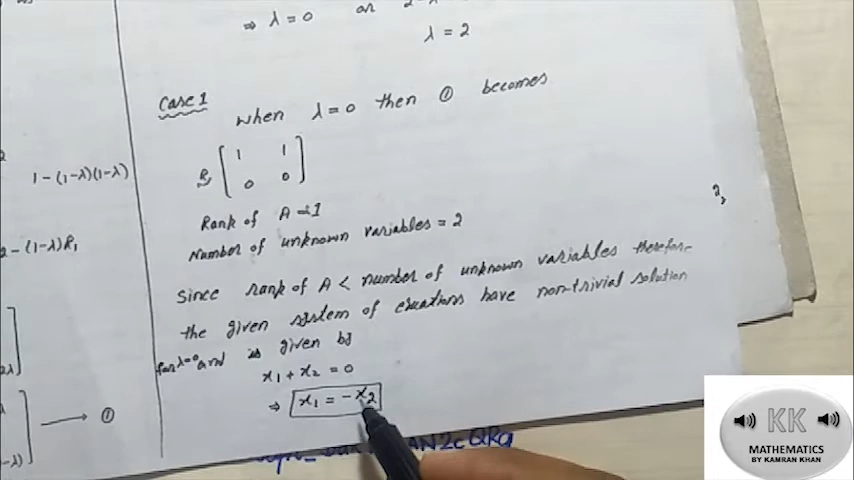 ⇒ λ = 0 or
λ = 2
Case 1
When λ = 0 then ① becomes
R [ 1 1
0 0 ]
Rank of A = 1
Number of unknown variables = 2
Since rank of A < number of unknown variables therefore
the given system of equations have non-trivial solution
for λ=0 and is given by
x₁ + x₂ = 0
⇒ x₁ = -x₂
1-(1-λ)(1-λ)
2-(1-λ)R₁
2λ
-λ)
→ ①
KK
MATHEMATICS
BY KAMRAN KHAN